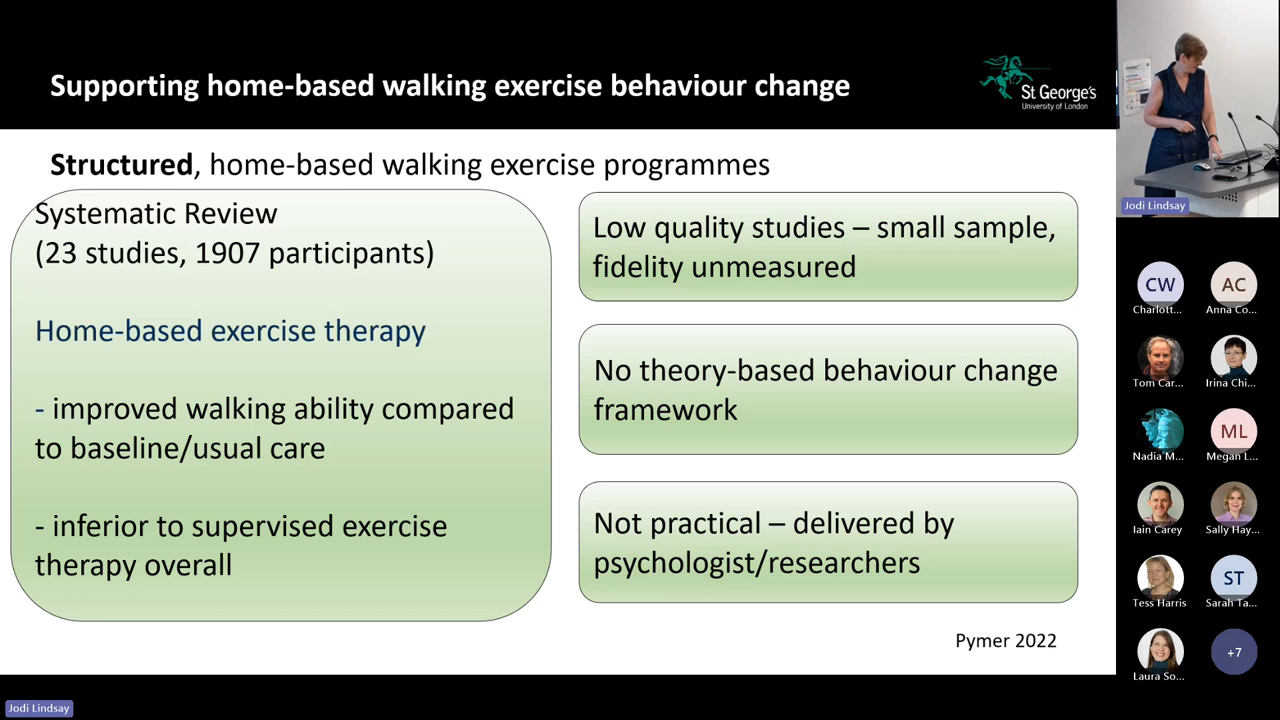 Supporting home-based walking exercise behaviour change
St George's
University of London
Structured, home-based walking exercise programmes
Systematic Review
(23 studies, 1907 participants)
Home-based exercise therapy
- improved walking ability compared
to baseline/usual care
- inferior to supervised exercise
therapy overall
Low quality studies – small sample,
fidelity unmeasured
No theory-based behaviour change
framework
Not practical – delivered by
psychologist/researchers
Pymer 2022
Jodi Lindsay
CW
Charlott...
AC
Anna Co...
Tom Car...
Irina Chi...
Nadia M...
ML
Megan L...
Iain Carey
Sally Hay...
Tess Harris
ST
Sarah Ta...
Laura So...
+7
Jodi Lindsay